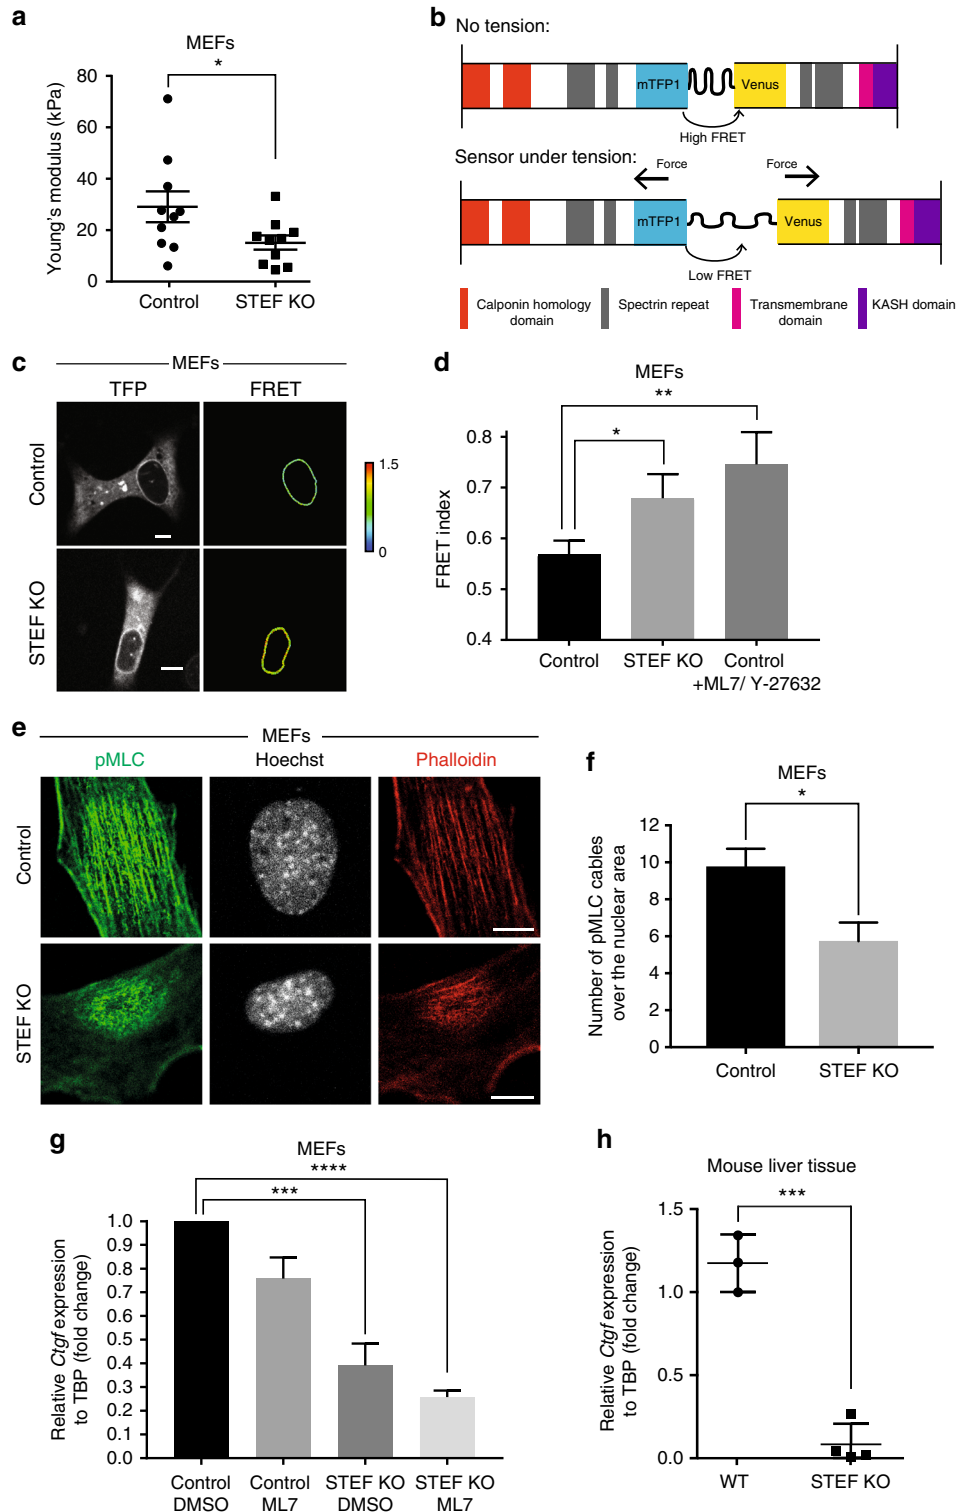 a
MEFs
*
Young's modulus (kPa)
80
60
40
20
0
Control
STEF KO
b
No tension:
mTFP1
Venus
High FRET
Sensor under tension:
Force
Force
mTFP1
Venus
Low FRET
Calponin homology
domain
Spectrin repeat
Transmembrane
domain
KASH domain
c
MEFs
TFP
FRET
Control
STEF KO
1.5
0
d
MEFs
**
*
FRET index
0.8
0.7
0.6
0.5
0.4
Control
STEF KO
Control
+ML7/ Y-27632
e
MEFs
pMLC
Hoechst
Phalloidin
Control
STEF KO
f
MEFs
*
Number of pMLC cables
over the nuclear area
12
10
8
6
4
2
0
Control
STEF KO
g
MEFs
****
***
Relative Ctgf expression
to TBP (fold change)
1.0
0.9
0.8
0.7
0.6
0.5
0.4
0.3
0.2
0.1
0.0
Control
DMSO
Control
ML7
STEF KO
DMSO
STEF KO
ML7
h
Mouse liver tissue
***
Relative Ctgf expression
to TBP (fold change)
1.5
1.0
0.5
0.0
WT
STEF KO